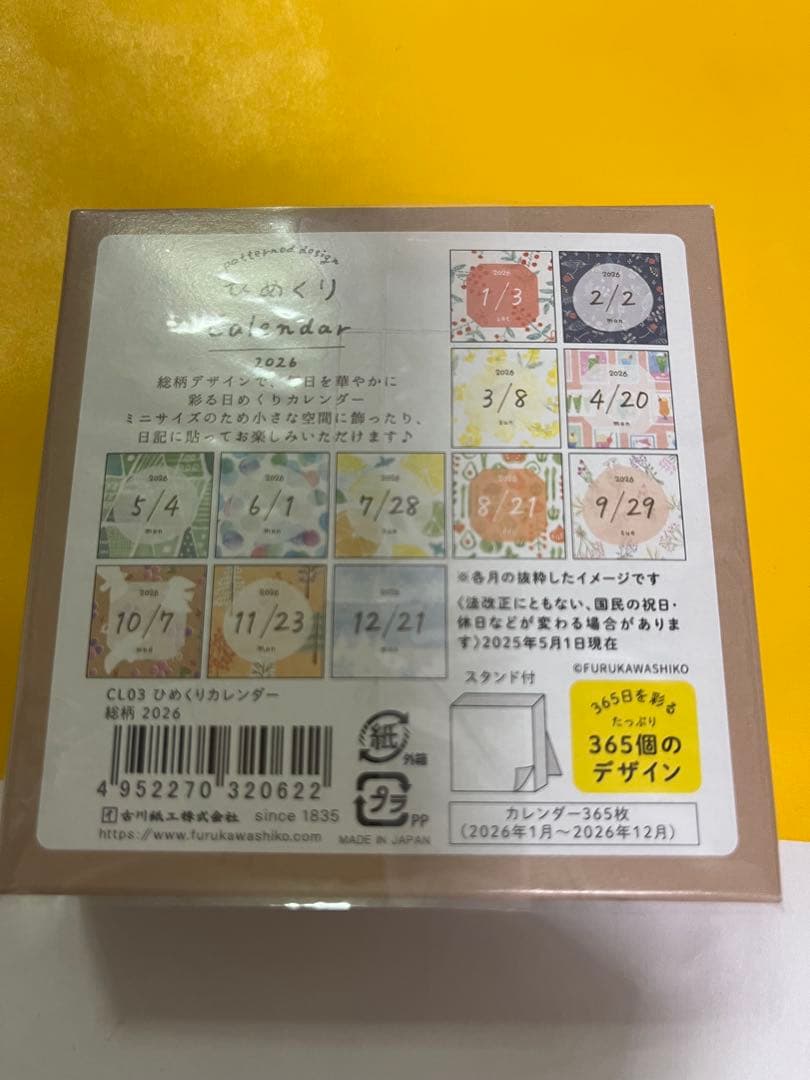 patterned design
ひめくり
Calendar
2026
総柄デザインで、毎日を華やかに
彩る日めくりカレンダー
ミニサイズのため小さな空間に飾ったり、
日記に貼ってお楽しみいただけます♪
2026
1/3
sat
2026
2/2
mon
2026
3/8
sun
2026
4/20
mon
2026
5/4
mon
2026
6/1
mon
2026
7/28
tue
2026
8/21
2026
9/29
tue
2026
10/7
wed
2026
11/23
mon
2026
12/21
mon
※各月の抜粋したイメージです
〈法改正にともない、国民の祝日・
休日などが変わる場合がありま
す〉2025年5月1日現在
©FURUKAWASHIKO
CL03 ひめくりカレンダー
総柄 2026
4 952270 320622
紙
外箱
プラ
PP
古川紙工株式会社 since 1835
https://www.furukawashiko.com
MADE IN JAPAN
スタンド付
365日を彩る
たっぷり
365個の
デザイン
カレンダー365枚
(2026年1月〜2026年12月)